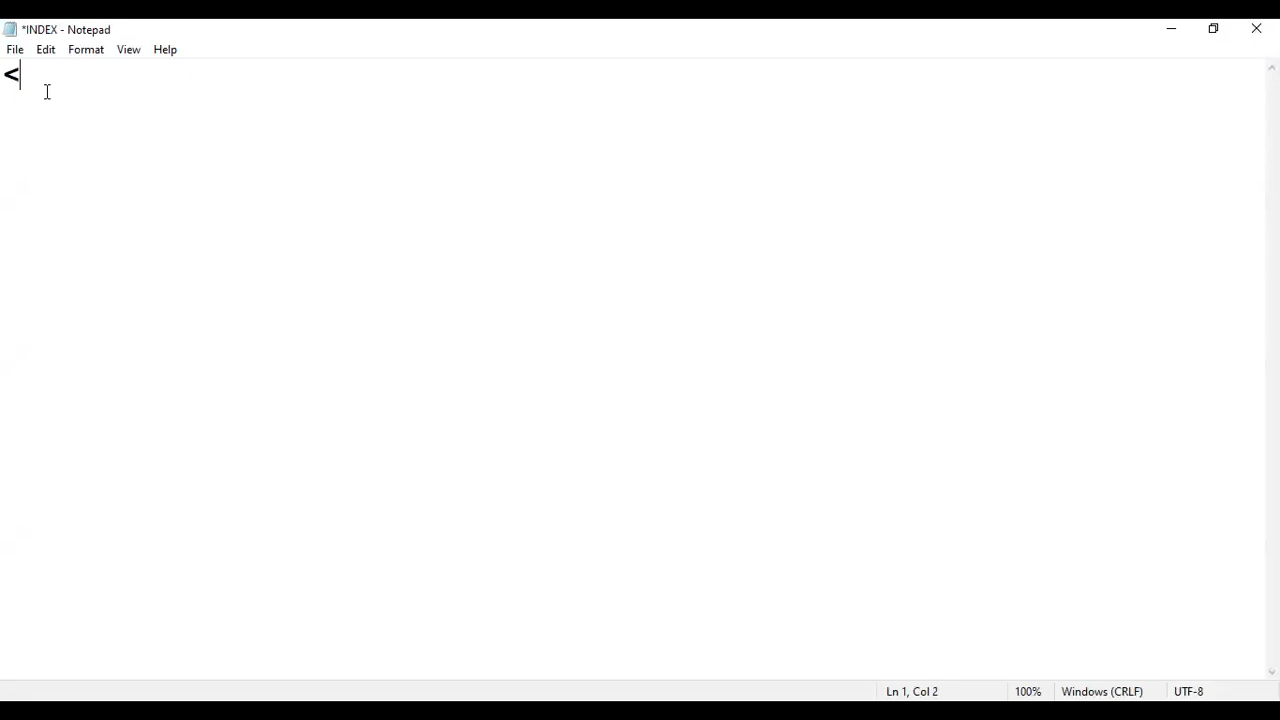 *INDEX - Notepad
File Edit Format View Help
<
Ln 1, Col 2 100% Windows (CRLF) UTF-8